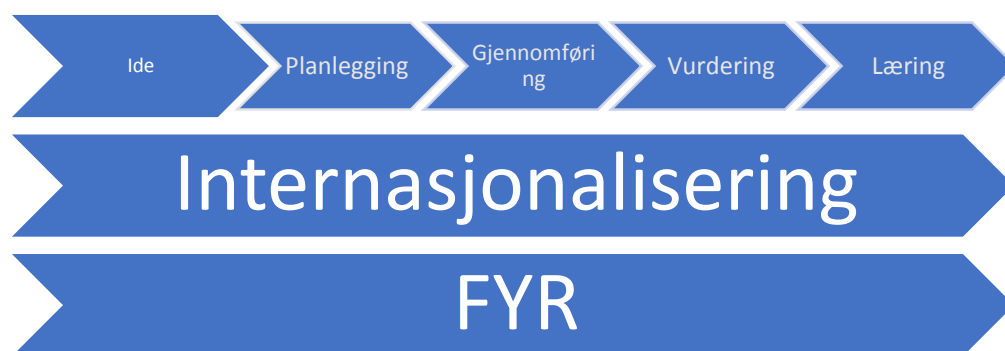 Ide
Planlegging
Gjennomføri
ng
Vurdering
Læring
Internasjonalisering
FYR